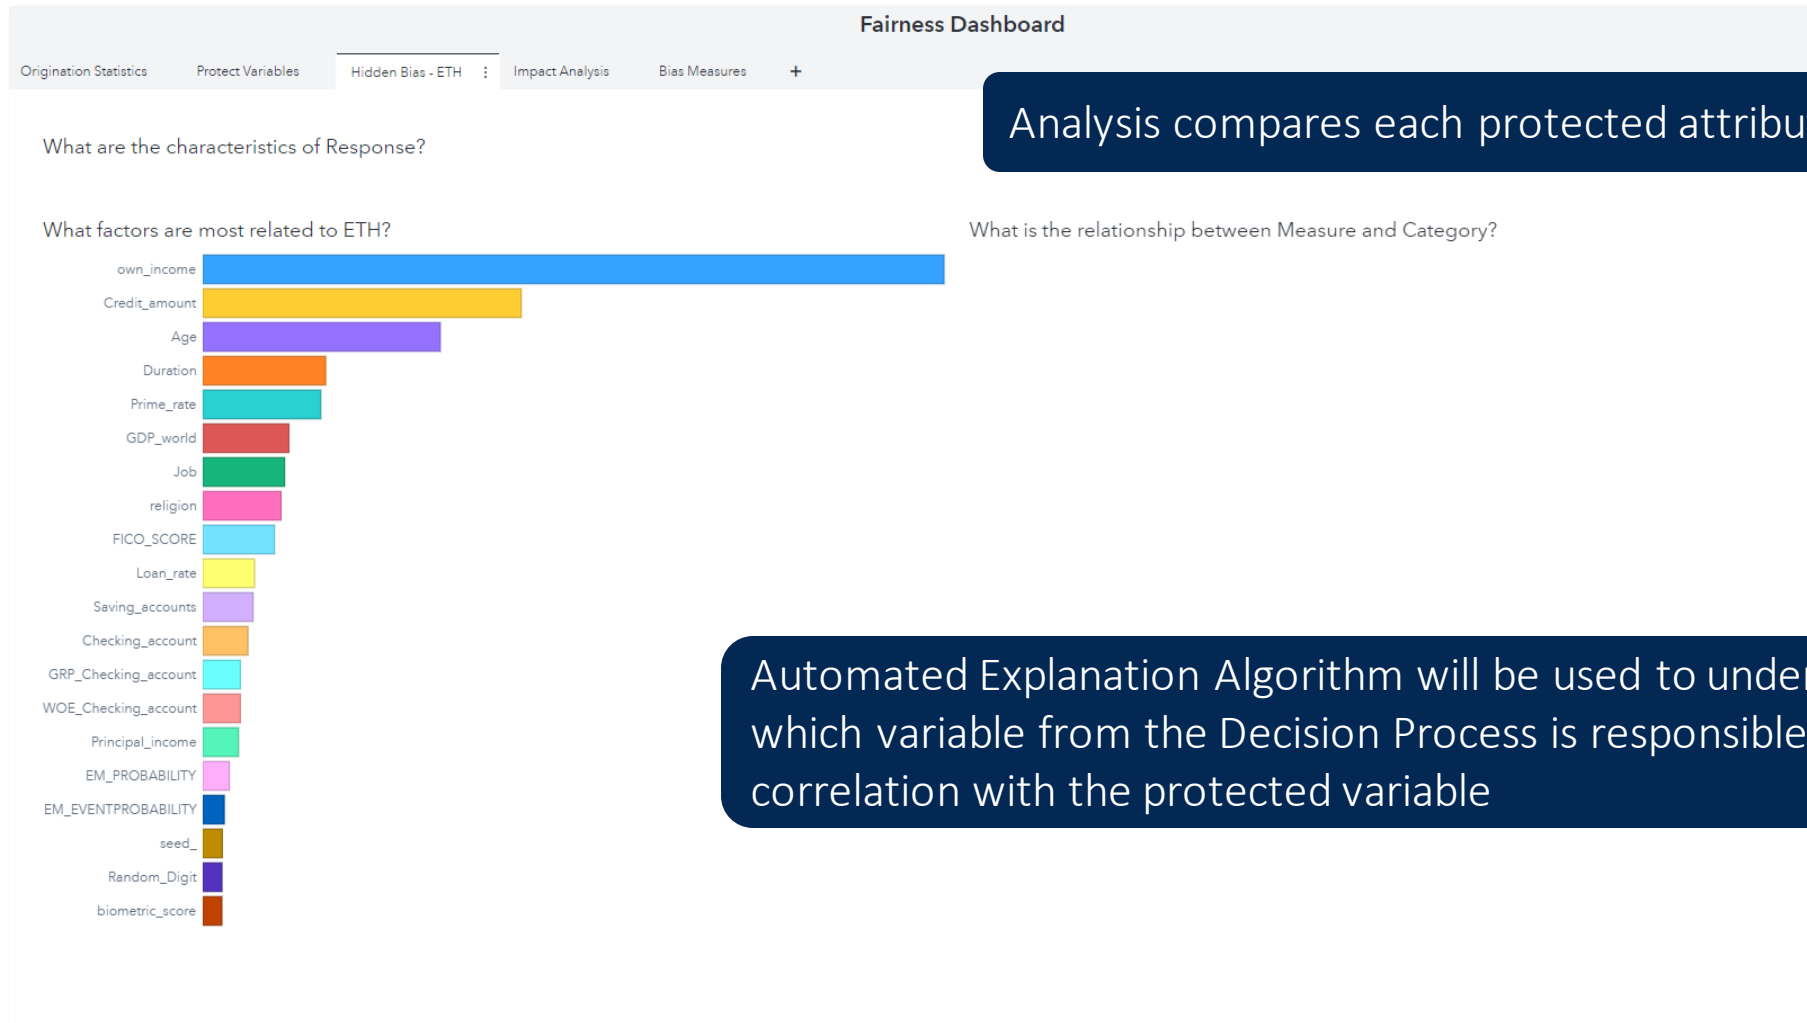 Fairness Dashboard
Origination Statistics
Protect Variables
Hidden Bias - ETH
Impact Analysis
Bias Measures
+
Analysis compares each protected attribu
What are the characteristics of Response?
What factors are most related to ETH?
What is the relationship between Measure and Category?
own_income
Credit_amount
Age
Duration
Prime_rate
GDP_world
Job
religion
FICO_SCORE
Loan_rate
Saving_accounts
Checking_account
GRP_Checking_account
WOE_Checking_account
Principal_income
EM_PROBABILITY
EM_EVENTPROBABILITY
seed_
Random_Digit
biometric_score
Automated Explanation Algorithm will be used to under
which variable from the Decision Process is responsible
correlation with the protected variable